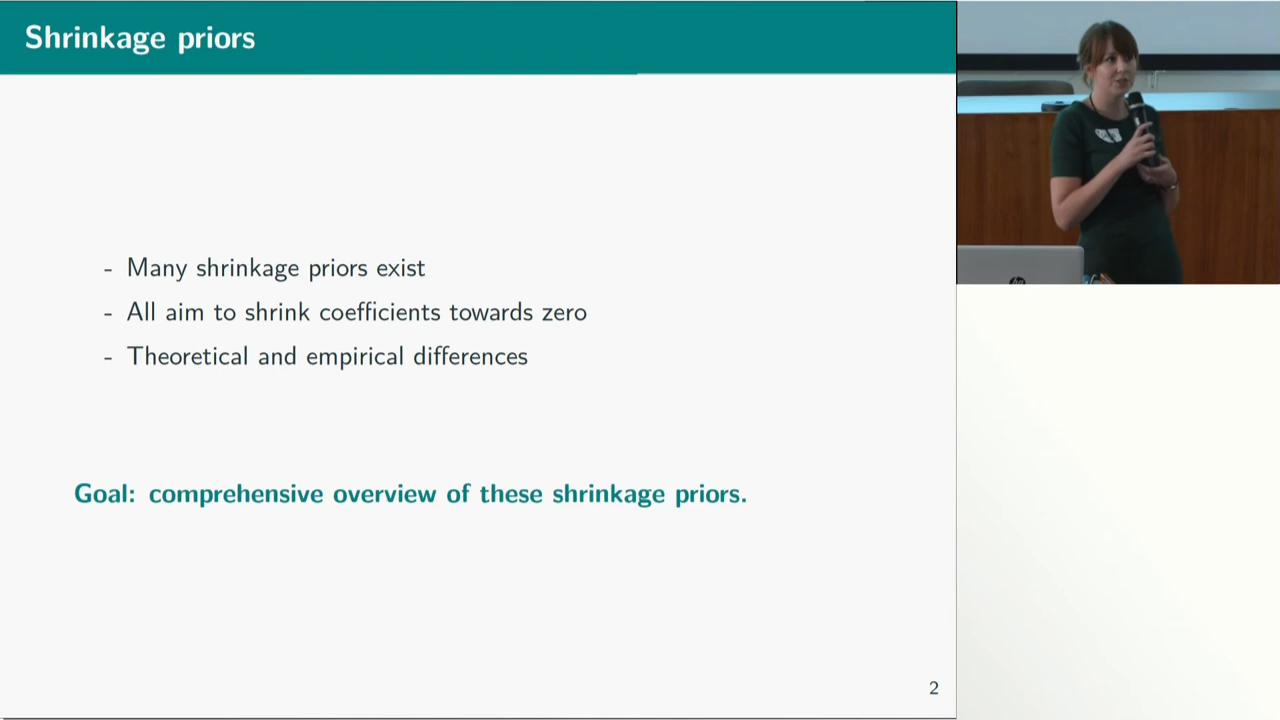 Shrinkage priors
- Many shrinkage priors exist
- All aim to shrink coefficients towards zero
- Theoretical and empirical differences
Goal: comprehensive overview of these shrinkage priors.
2
hp